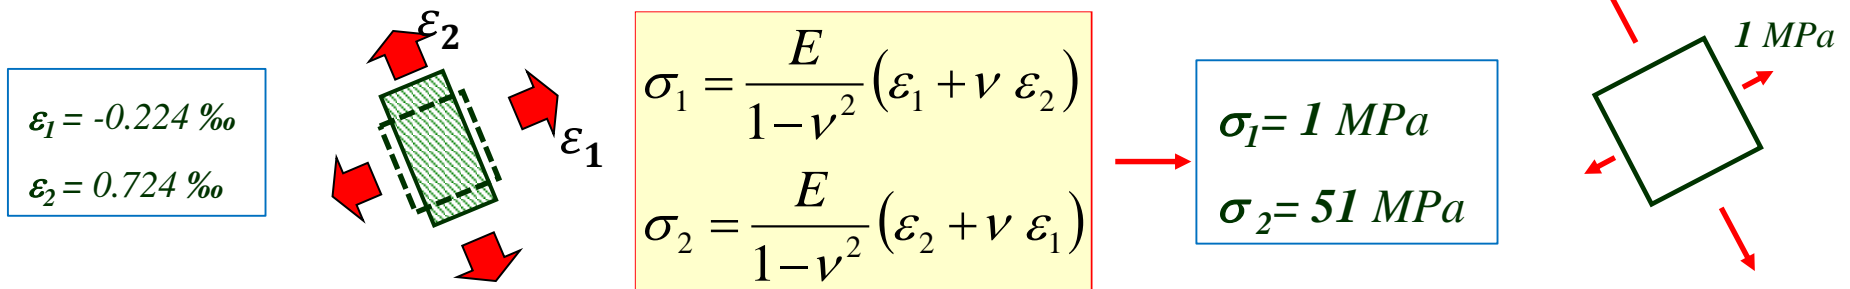 ε1 = -0.224 ‰
ε2 = 0.724 ‰
ε2
ε1
σ1 = E / (1−ν²) (ε1 + ν ε2)
σ2 = E / (1−ν²) (ε2 + ν ε1)
σ1= 1 MPa
σ2= 51 MPa
1 MPa